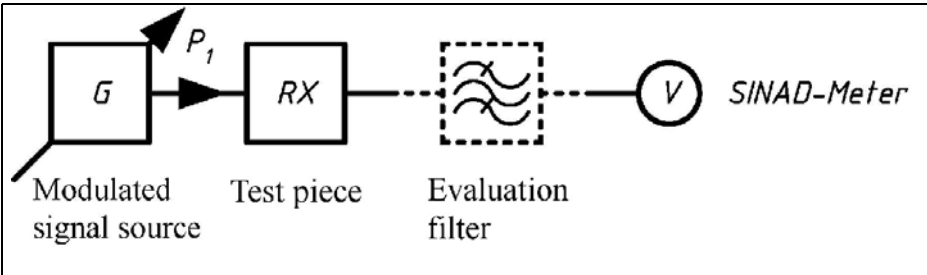 P1
G
RX
V
SINAD-Meter
Modulated
signal source
Test piece
Evaluation
filter